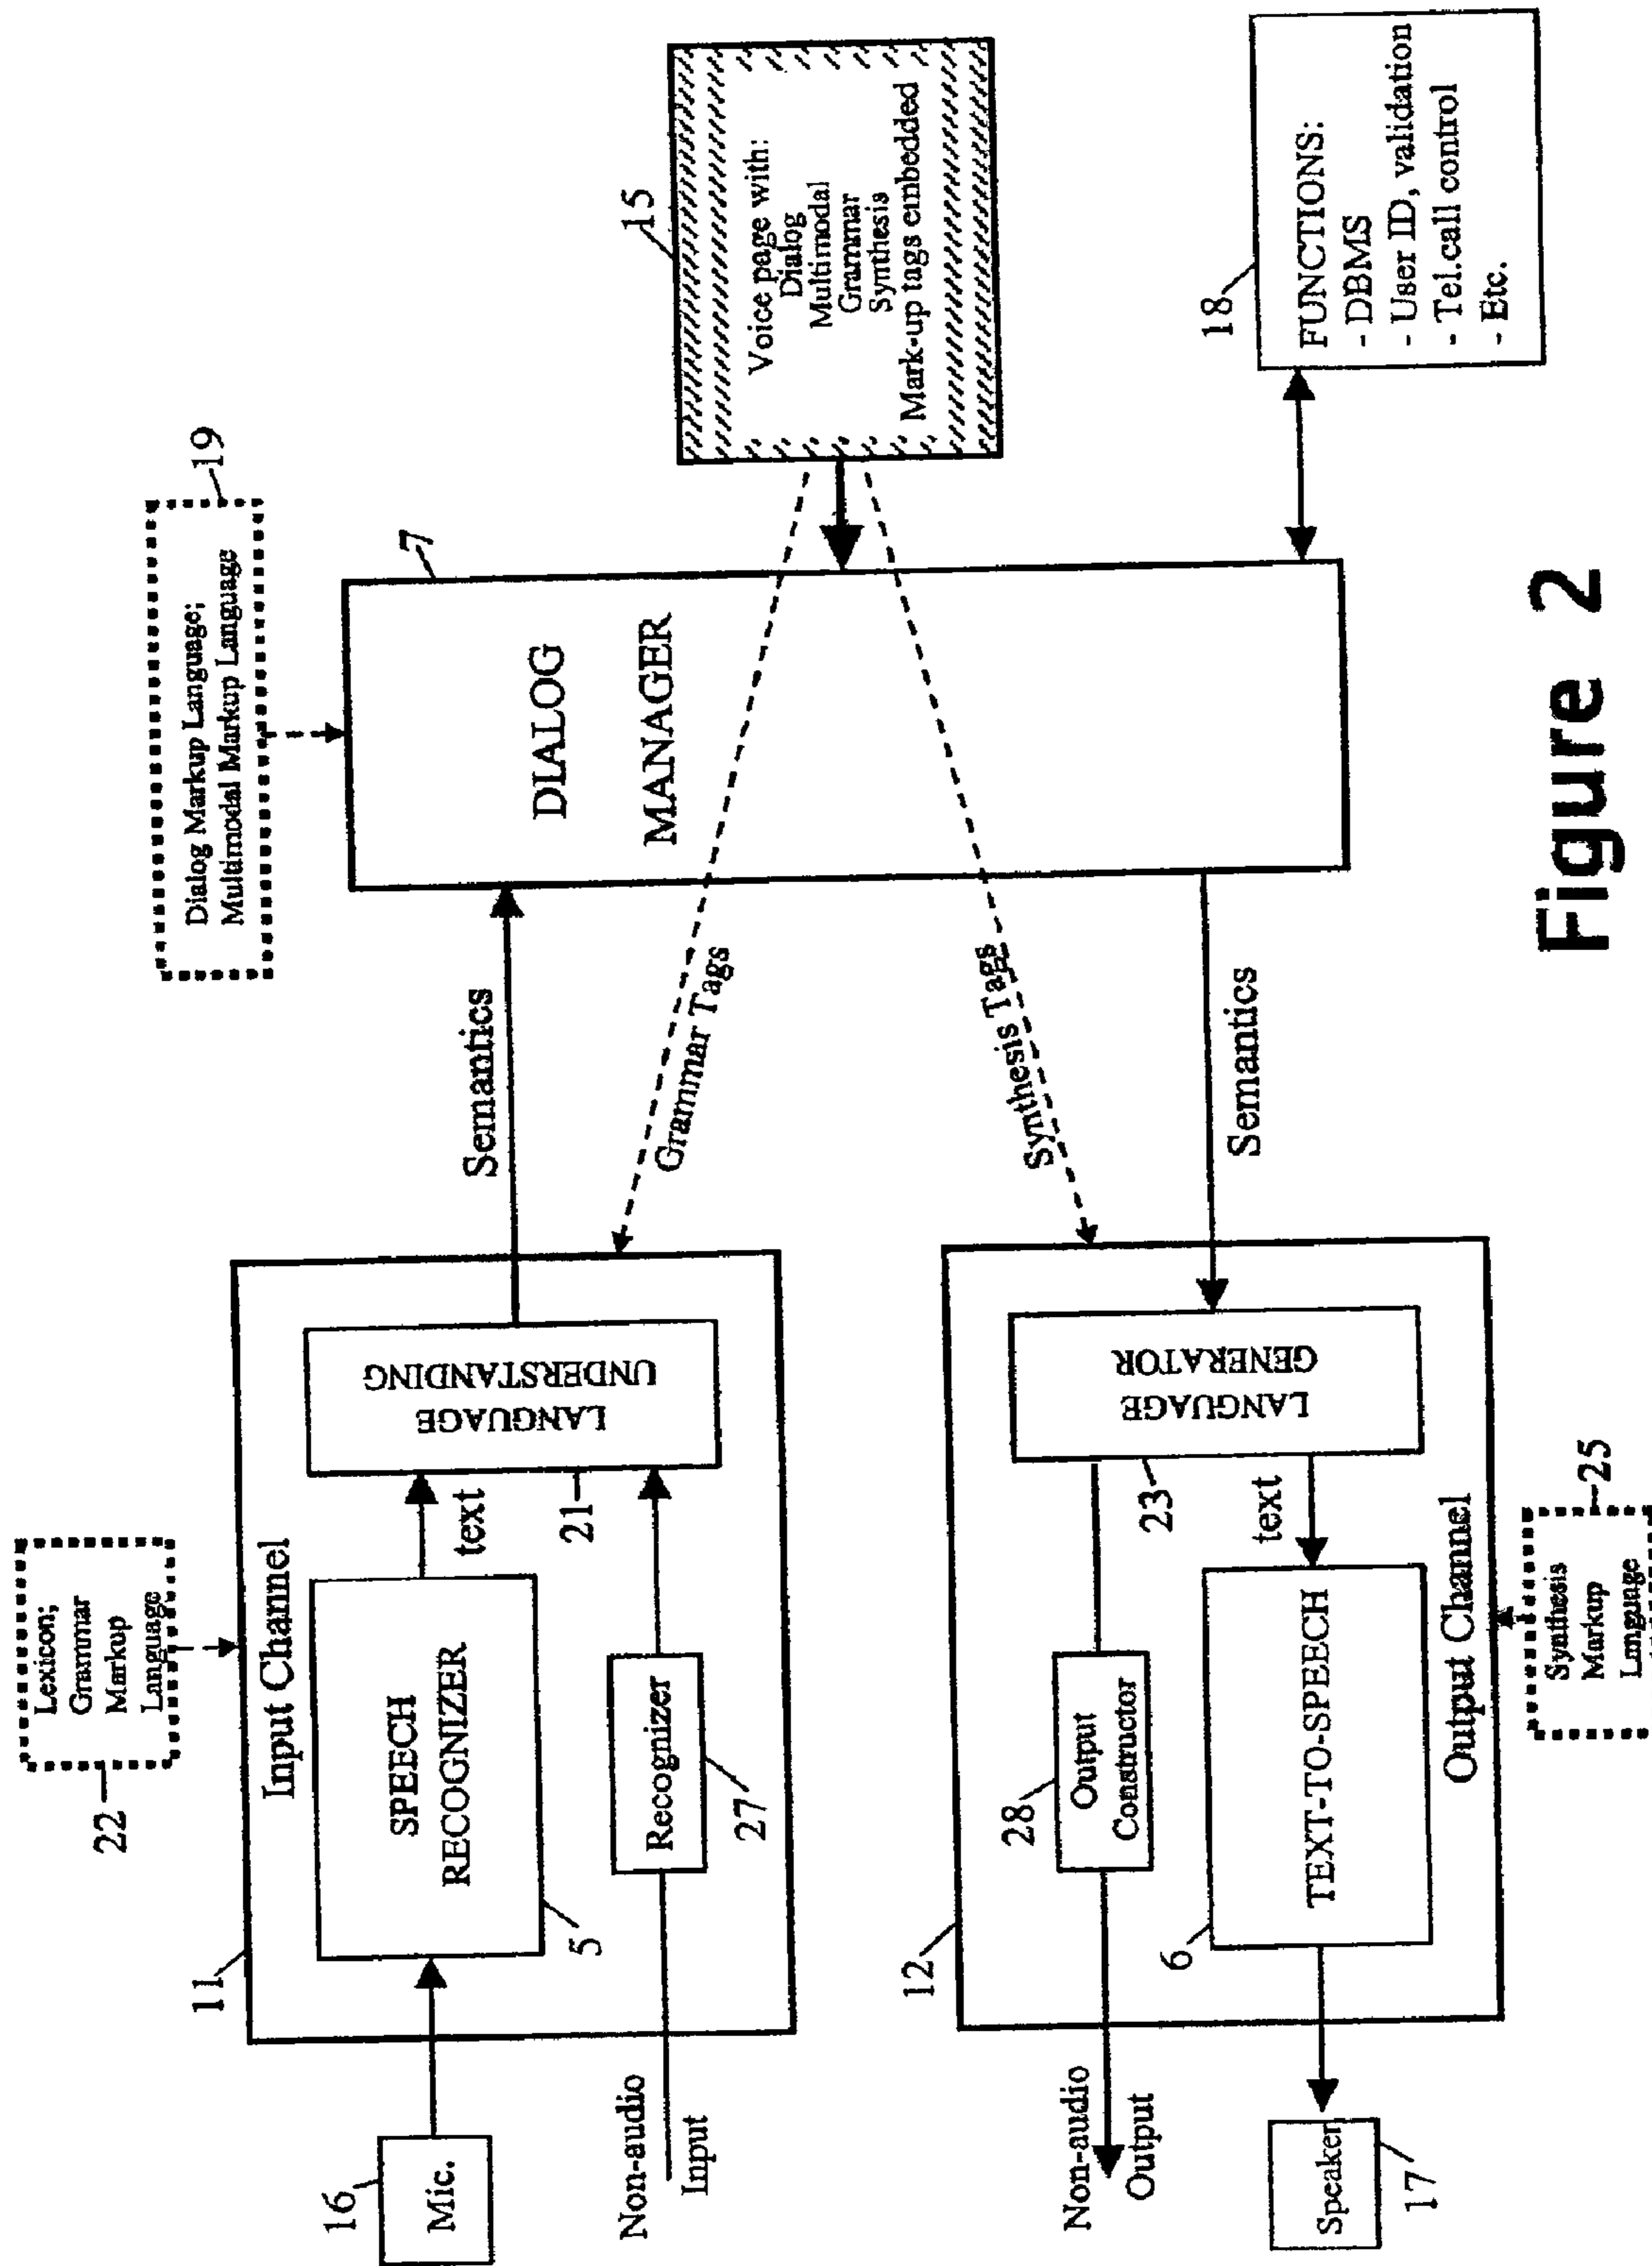 22
Lexicon;
Grammar
Markup
Language
19
Dialog Markup Language;
Multimodal Markup Language
11
Input Channel
16
Mic.
SPEECH
RECOGNIZER
5
text
LANGUAGE
UNDERSTANDING
21
Semantics
7
DIALOG
MANAGER
Non-audio
Input
Recognizer
27
Grammar Tags
15
Voice page with:
Dialog
Multimodal
Grammar
Synthesis
Mark-up tags embedded
12
Non-audio
Output
28
Output
Constructor
23
LANGUAGE
GENERATOR
Synthesis Tags
Semantics
text
6
TEXT-TO-SPEECH
Speaker
17
Output Channel
18
FUNCTIONS:
- DBMS
- User ID, validation
- Tel.call control
- Etc.
25
Synthesis
Markup
Language
Figure 2